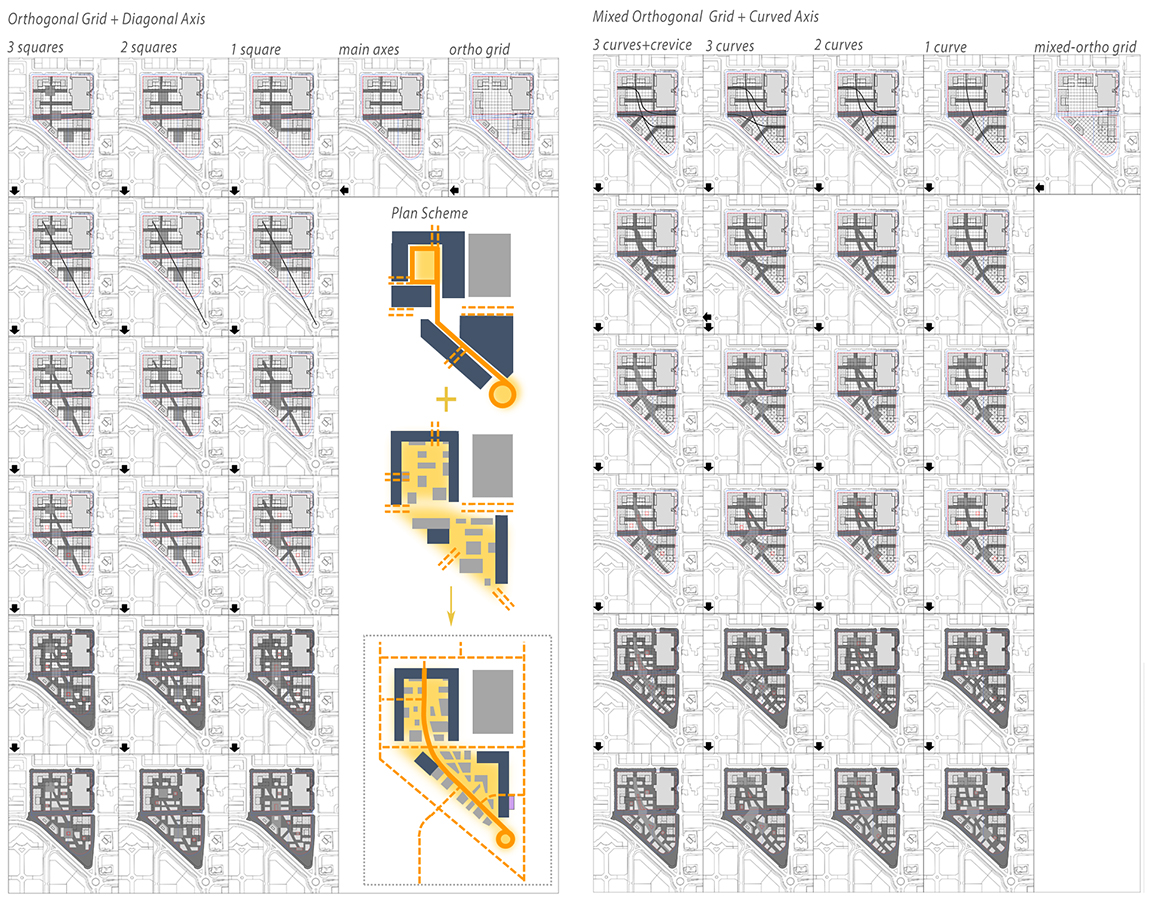 Orthogonal Grid + Diagonal Axis
3 squares
2 squares
1 square
main axes
ortho grid
Plan Scheme
Mixed Orthogonal Grid + Curved Axis
3 curves+crevice
3 curves
2 curves
1 curve
mixed-ortho grid